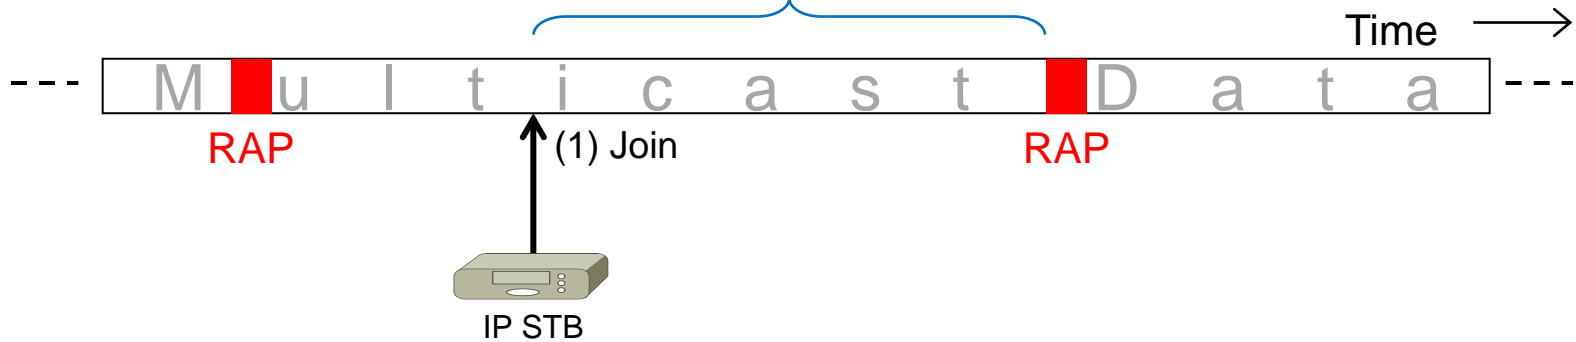 Time
M u l t i c a s t D a t a
RAP
(1) Join
RAP
IP STB